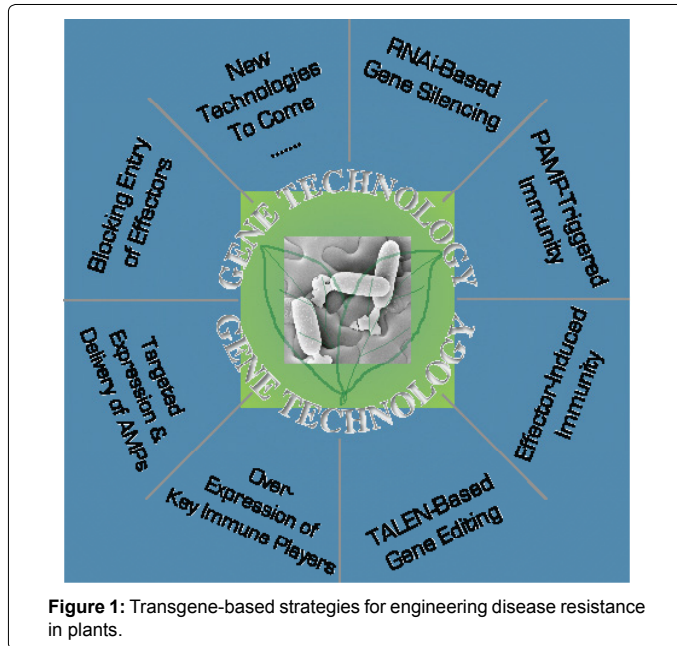 New
Technologies
To Come
.......
RNAi-Based
Gene Silencing
PAMP-Triggered
Immunity
Effector-Induced
Immunity
TALEN-Based
Gene Editing
Over-
Expression of
Key Immune Players
Targeted
Expression &
Delivery of AMPs
Blocking Entry
of Effectors
GENE TECHNOLOGY
GENE TECHNOLOGY
Figure 1: Transgene-based strategies for engineering disease resistance
in plants.